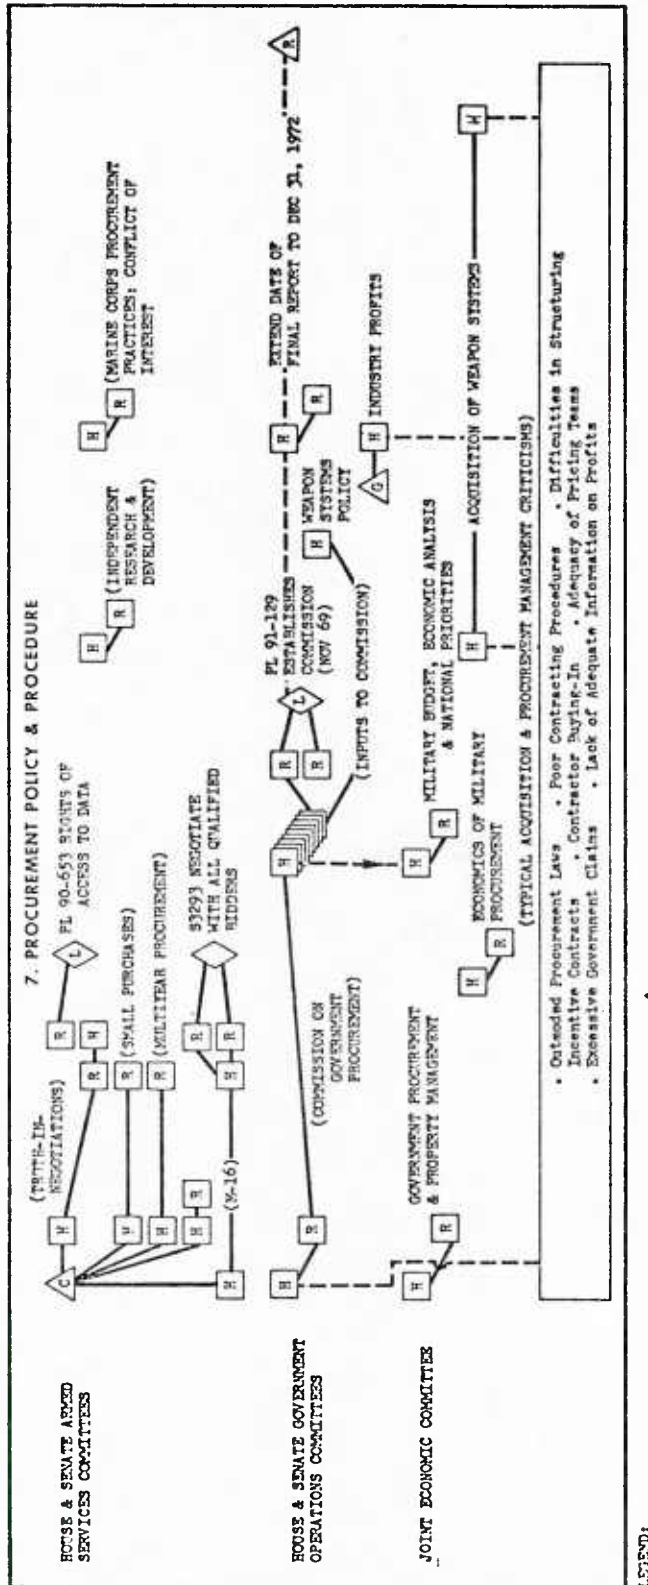 7. PROCUREMENT POLICY & PROCEDURE
HOUSE & SENATE ARMED
SERVICES COMMITTEES
C
(TRUTH-IN-
NEGOTIATIONS)
H
R
H
R
L
PL 90-653 RIGHTS OF
ACCESS TO DATA
H
R
(SMALL PURCHASES)
H
R
(MULTIYEAR PROCUREMENT)
H
R
H
(M-16)
H
R
R
R
S3293 NEGOTIATE
WITH ALL QUALIFIED
BIDDERS
H
R
(INDEPENDENT
RESEARCH &
DEVELOPMENT)
H
R
(MARINE CORPS PROCUREMENT
PRACTICES: CONFLICT OF
INTEREST
HOUSE & SENATE GOVERNMENT
OPERATIONS COMMITTEES
H
R
(COMMISSION ON
GOVERNMENT
PROCUREMENT)
H
R
R
L
PL 91-129
ESTABLISHES
COMMISSION
(NOV 69)
(INPUTS TO COMMISSION)
H
WEAPON
SYSTEMS
POLICY
H
R
EXTEND DATE OF
FINAL REPORT TO DEC 31, 1972
R
JOINT ECONOMIC COMMITTEE
H
R
GOVERNMENT PROCUREMENT
& PROPERTY MANAGEMENT
H
R
ECONOMICS OF MILITARY
PROCUREMENT
H
R
MILITARY BUDGET, ECONOMIC ANALYSIS
& NATIONAL PRIORITIES
G
H
INDUSTRY PROFITS
H
ACQUISITION OF WEAPON SYSTEMS
H
(TYPICAL ACQUISITION & PROCUREMENT MANAGEMENT CRITICISMS)
• Outmoded Procurement Laws • Poor Contracting Procedures • Difficulties in Structuring
Incentive Contracts • Contractor Buying-In • Adequacy of Pricing Teams
• Excessive Government Claims • Lack of Adequate Information on Profits
LEGEND: